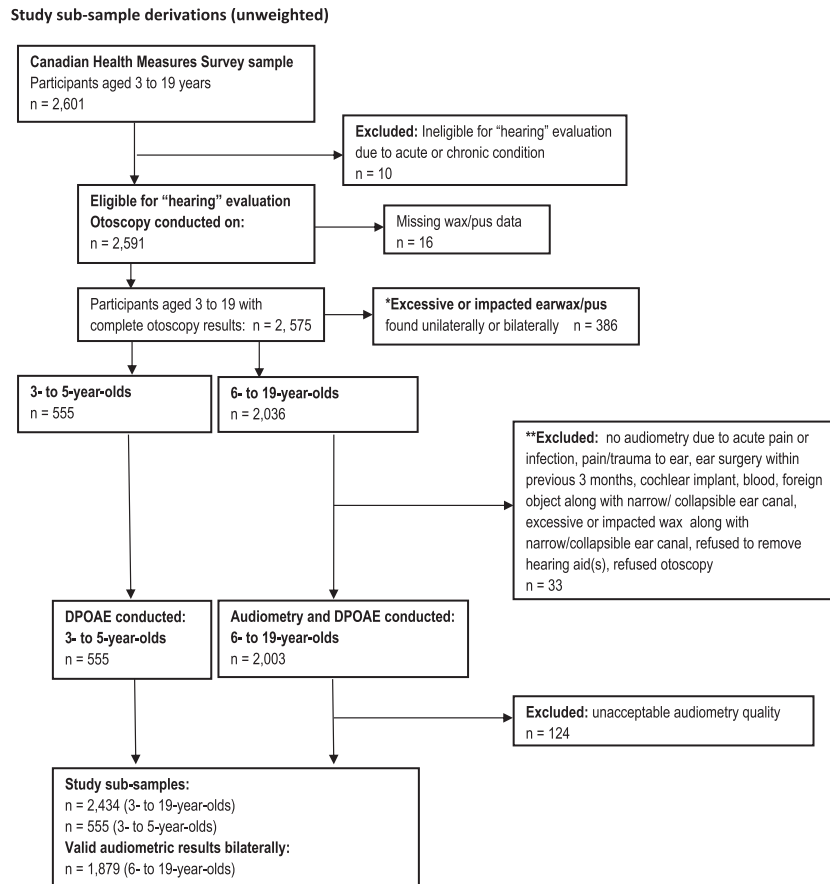 Study sub-sample derivations (unweighted)
Canadian Health Measures Survey sample
Participants aged 3 to 19 years
n = 2,601
Excluded: Ineligible for “hearing” evaluation
due to acute or chronic condition
n = 10
Eligible for “hearing” evaluation
Otoscopy conducted on:
n = 2,591
Missing wax/pus data
n = 16
Participants aged 3 to 19 with
complete otoscopy results: n = 2, 575
*Excessive or impacted earwax/pus
found unilaterally or bilaterally n = 386
3- to 5-year-olds
n = 555
6- to 19-year-olds
n = 2,036
**Excluded: no audiometry due to acute pain or
infection, pain/trauma to ear, ear surgery within
previous 3 months, cochlear implant, blood, foreign
object along with narrow/ collapsible ear canal,
excessive or impacted wax along with
narrow/collapsible ear canal, refused to remove
hearing aid(s), refused otoscopy
n = 33
DPOAE conducted:
3- to 5-year-olds
n = 555
Audiometry and DPOAE conducted:
6- to 19-year-olds
n = 2,003
Excluded: unacceptable audiometry quality
n = 124
Study sub-samples:
n = 2,434 (3- to 19-year-olds)
n = 555 (3- to 5-year-olds)
Valid audiometric results bilaterally:
n = 1,879 (6- to 19-year-olds)